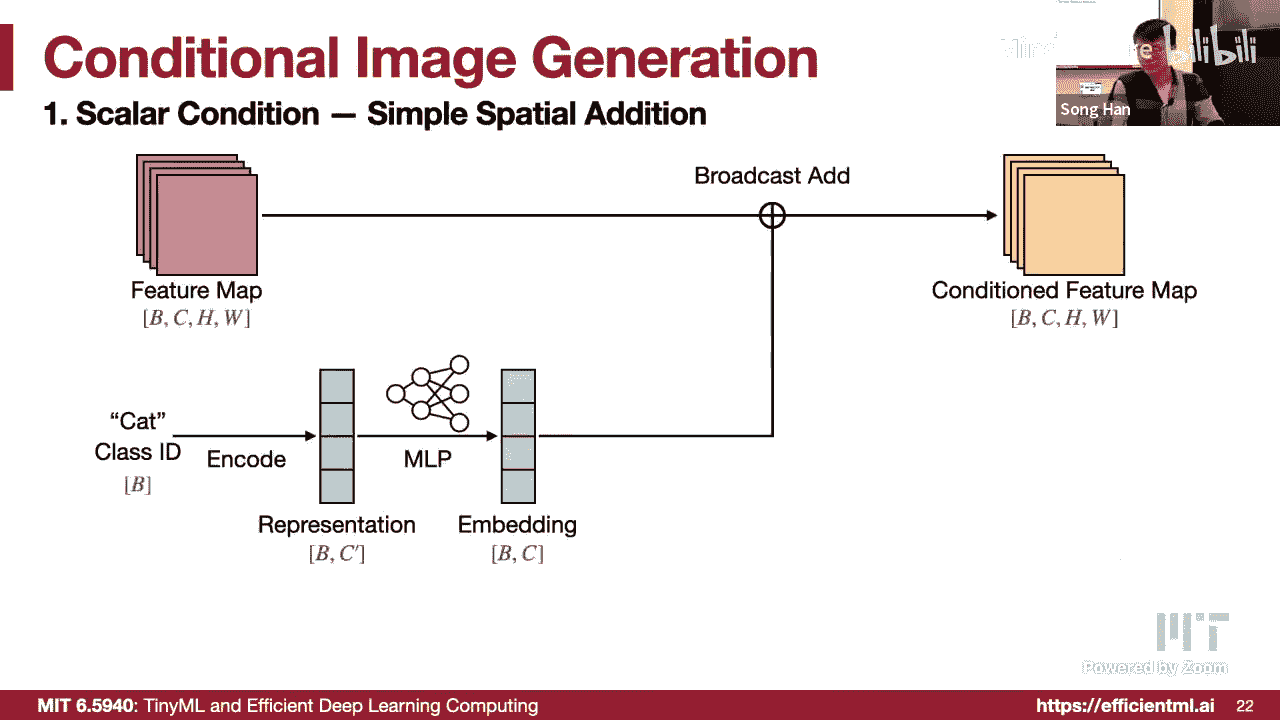 Conditional Image Generation
1. Scalar Condition — Simple Spatial Addition
bilibili
Song Han
Broadcast Add
Feature Map
[B, C, H, W]
Conditioned Feature Map
[B, C, H, W]
“Cat”
Class ID
[B]
Encode
MLP
Representation
[B, C′]
Embedding
[B, C]
MIT
Powered by Zoom
MIT 6.5940: TinyML and Efficient Deep Learning Computing
https://efficientml.ai
22